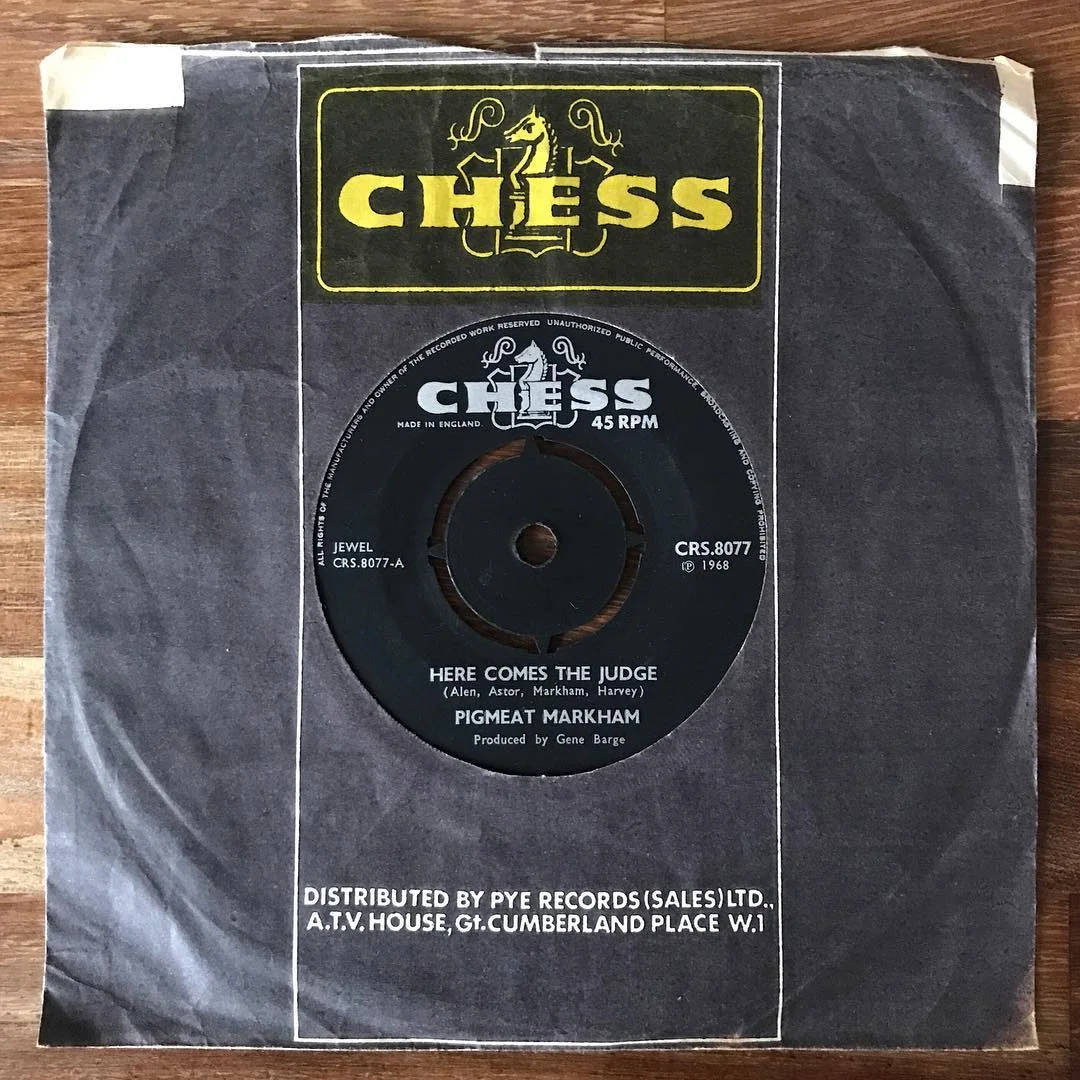 CHESS
ALL RIGHTS OF THE MANUFACTURERS AND OWNER OF THE RECORDED WORK RESERVED UNAUTHORIZED PUBLIC PERFORMANCE, BROADCASTING AND COPYING PROHIBITED
CHESS
MADE IN ENGLAND. 45 RPM
JEWEL
CRS.8077-A
CRS.8077
Ⓟ 1968
HERE COMES THE JUDGE
(Alen, Astor, Markham, Harvey)
PIGMEAT MARKHAM
Produced by Gene Barge
DISTRIBUTED BY PYE RECORDS (SALES) LTD.,
A.T.V. HOUSE, Gt. CUMBERLAND PLACE W.1